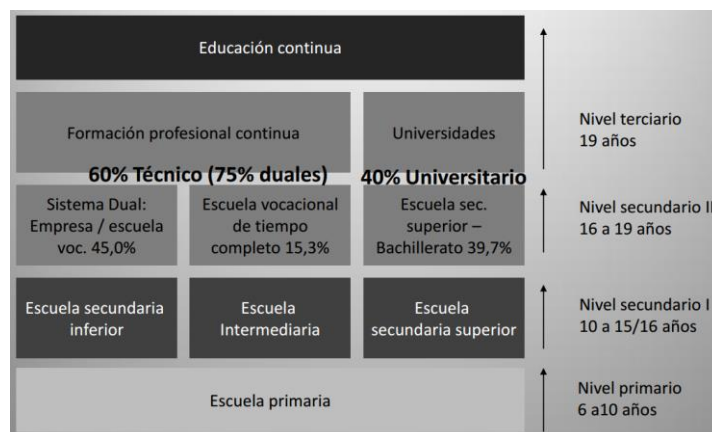 Educación continua
Formación profesional continua
Universidades
Nivel terciario
19 años
60% Técnico (75% duales)
40% Universitario
Sistema Dual:
Empresa / escuela
voc. 45,0%
Escuela vocacional
de tiempo
completo 15,3%
Escuela sec.
superior –
Bachillerato 39,7%
Nivel secundario II
16 a 19 años
Escuela secundaria
inferior
Escuela
Intermediaria
Escuela
secundaria superior
Nivel secundario I
10 a 15/16 años
Escuela primaria
Nivel primario
6 a10 años